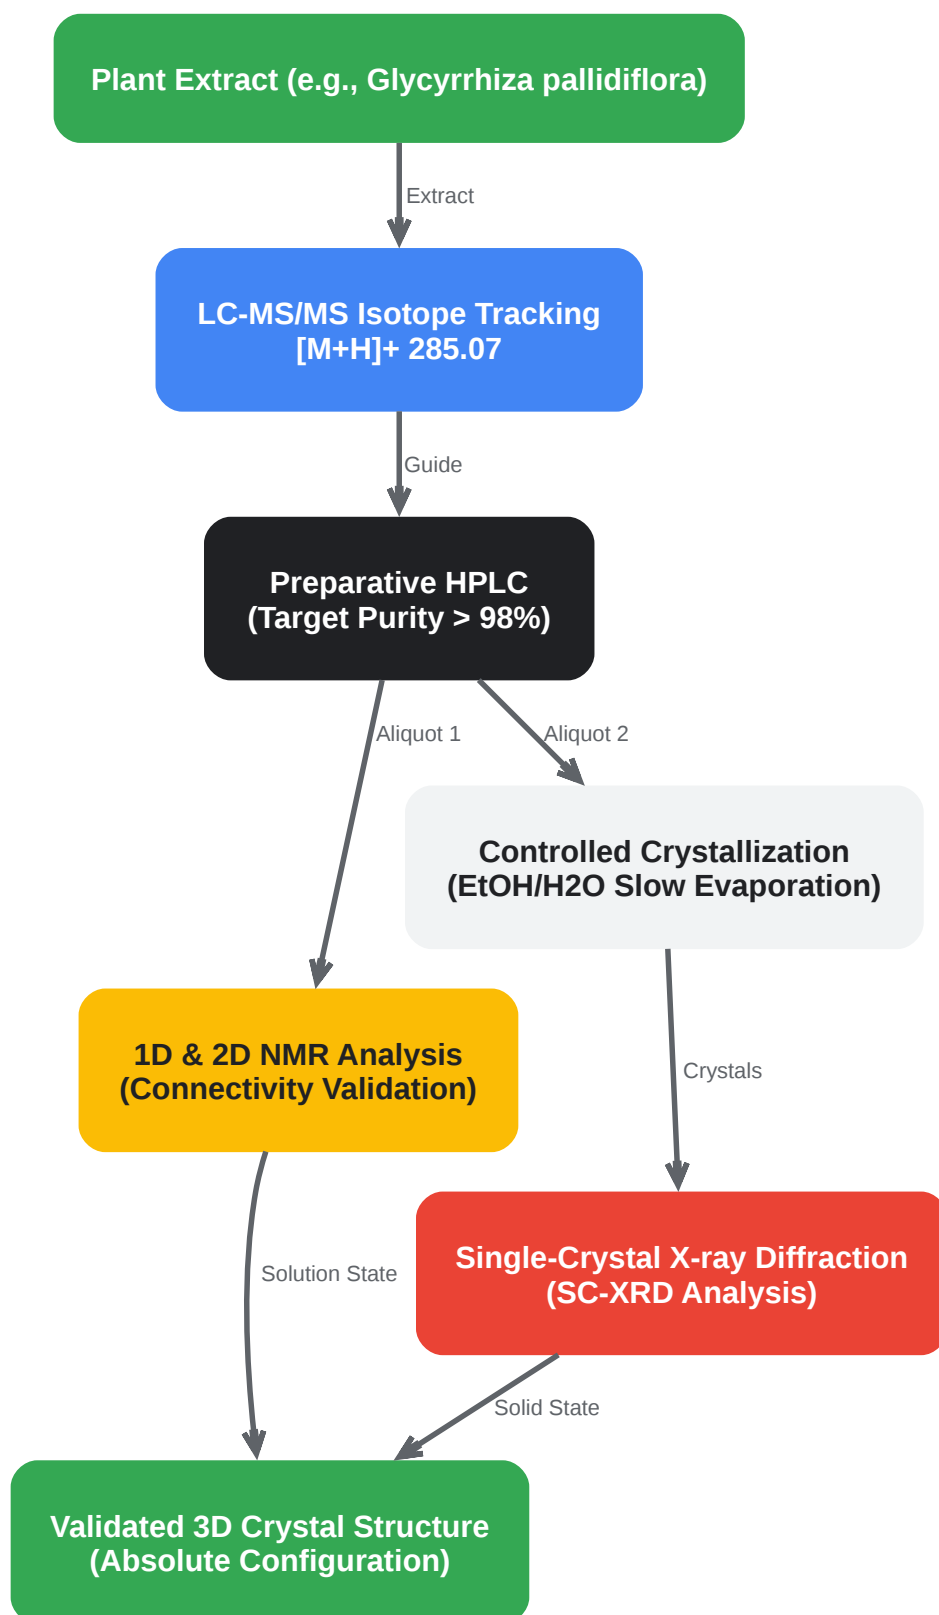 Plant Extract (e.g., Glycyrrhiza pallidiflora)
Extract
LC-MS/MS Isotope Tracking
[M+H]+ 285.07
Guide
Preparative HPLC
(Target Purity > 98%)
Aliquot 1
Aliquot 2
Controlled Crystallization
(EtOH/H2O Slow Evaporation)
1D & 2D NMR Analysis
(Connectivity Validation)
Crystals
Single-Crystal X-ray Diffraction
(SC-XRD Analysis)
Solution State
Solid State
Validated 3D Crystal Structure
(Absolute Configuration)